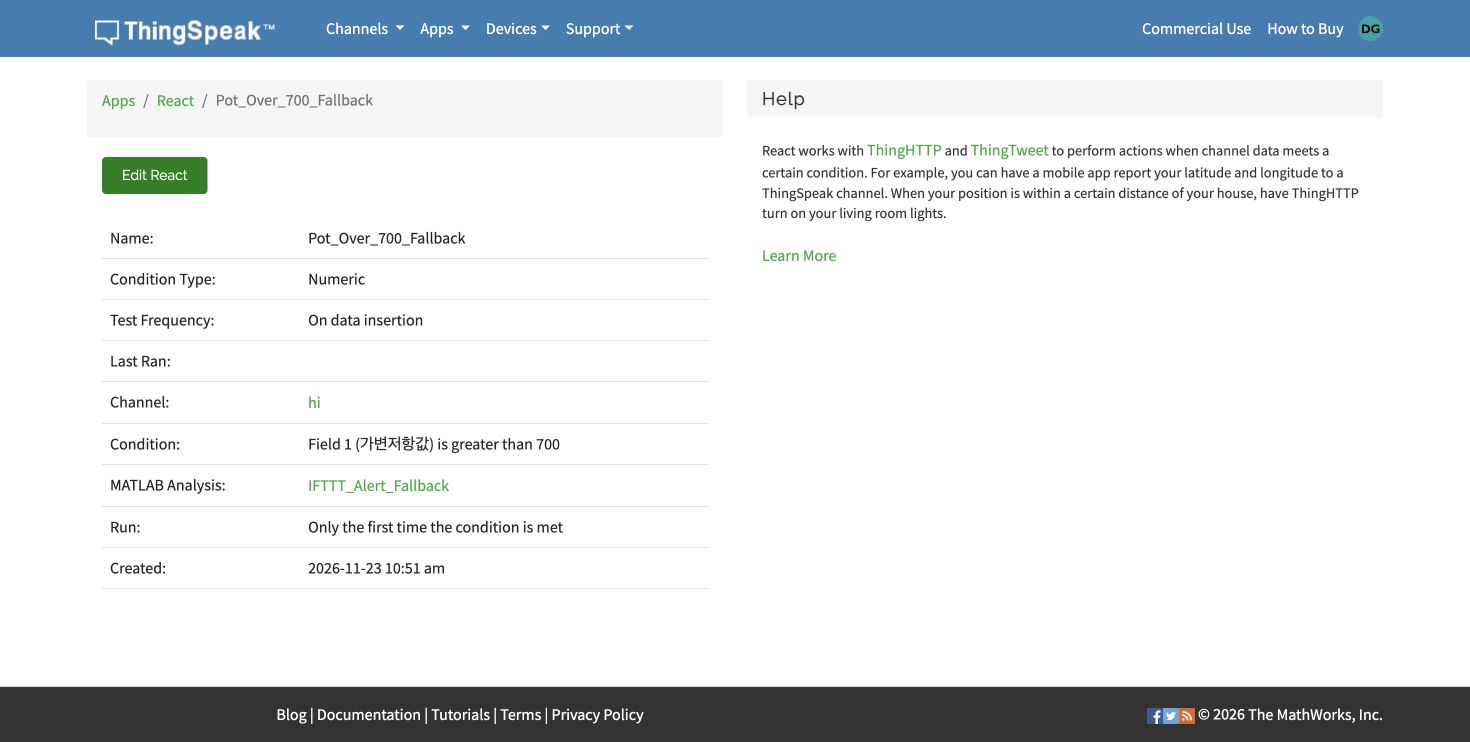 ThingSpeak™ Channels Apps Devices Support Commercial Use How to Buy DG
Apps / React / Pot_Over_700_Fallback
Edit React
Name: Pot_Over_700_Fallback
Condition Type: Numeric
Test Frequency: On data insertion
Last Ran:
Channel: hi
Condition: Field 1 (가변저항값) is greater than 700
MATLAB Analysis: IFTTT_Alert_Fallback
Run: Only the first time the condition is met
Created: 2026-11-23 10:51 am
Help
React works with ThingHTTP and ThingTweet to perform actions when channel data meets a
certain condition. For example, you can have a mobile app report your latitude and longitude to a
ThingSpeak channel. When your position is within a certain distance of your house, have ThingHTTP
turn on your living room lights.
Learn More
Blog | Documentation | Tutorials | Terms | Privacy Policy
© 2026 The MathWorks, Inc.